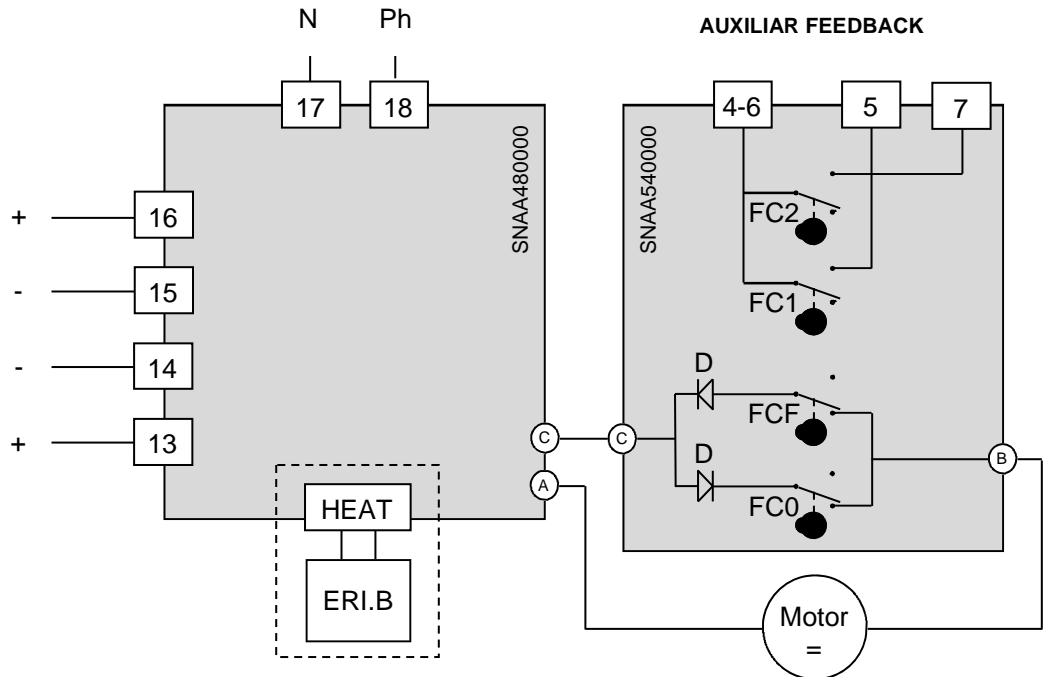 N
Ph
AUXILIAR FEEDBACK
17
18
4-6
5
7
SNAA480000
SNAA540000
+
16
FC2
-
15
FC1
-
14
D
FCF
+
13
C
C
B
D
A
FC0
HEAT
ERI.B
Motor
=